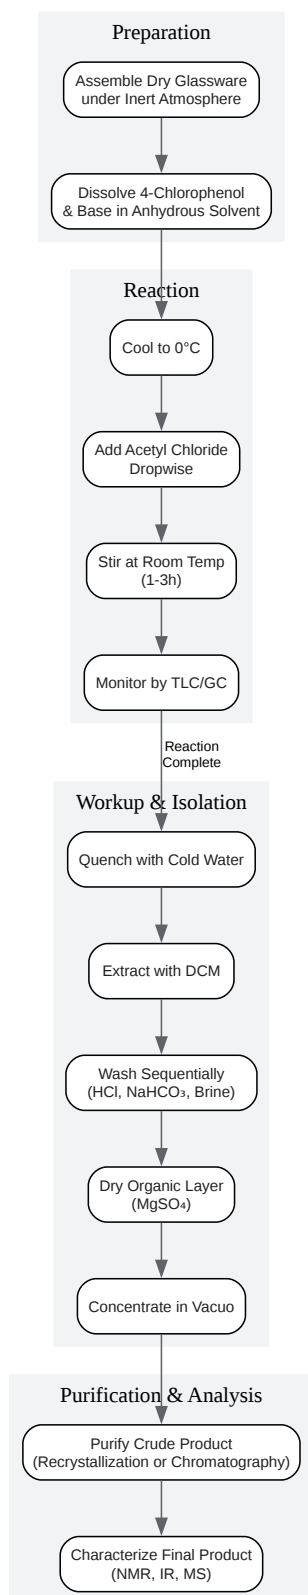 Preparation
Assemble Dry Glassware
under Inert Atmosphere
Dissolve 4-Chlorophenol
& Base in Anhydrous Solvent
Reaction
Cool to 0°C
Add Acetyl Chloride
Dropwise
Stir at Room Temp
(1-3h)
Monitor by TLC/GC
Reaction
Complete
Workup & Isolation
Quench with Cold Water
Extract with DCM
Wash Sequentially
(HCl, NaHCO₃, Brine)
Dry Organic Layer
(MgSO₄)
Concentrate in Vacuo
Purification & Analysis
Purify Crude Product
(Recrystallization or Chromatography)
Characterize Final Product
(NMR, IR, MS)